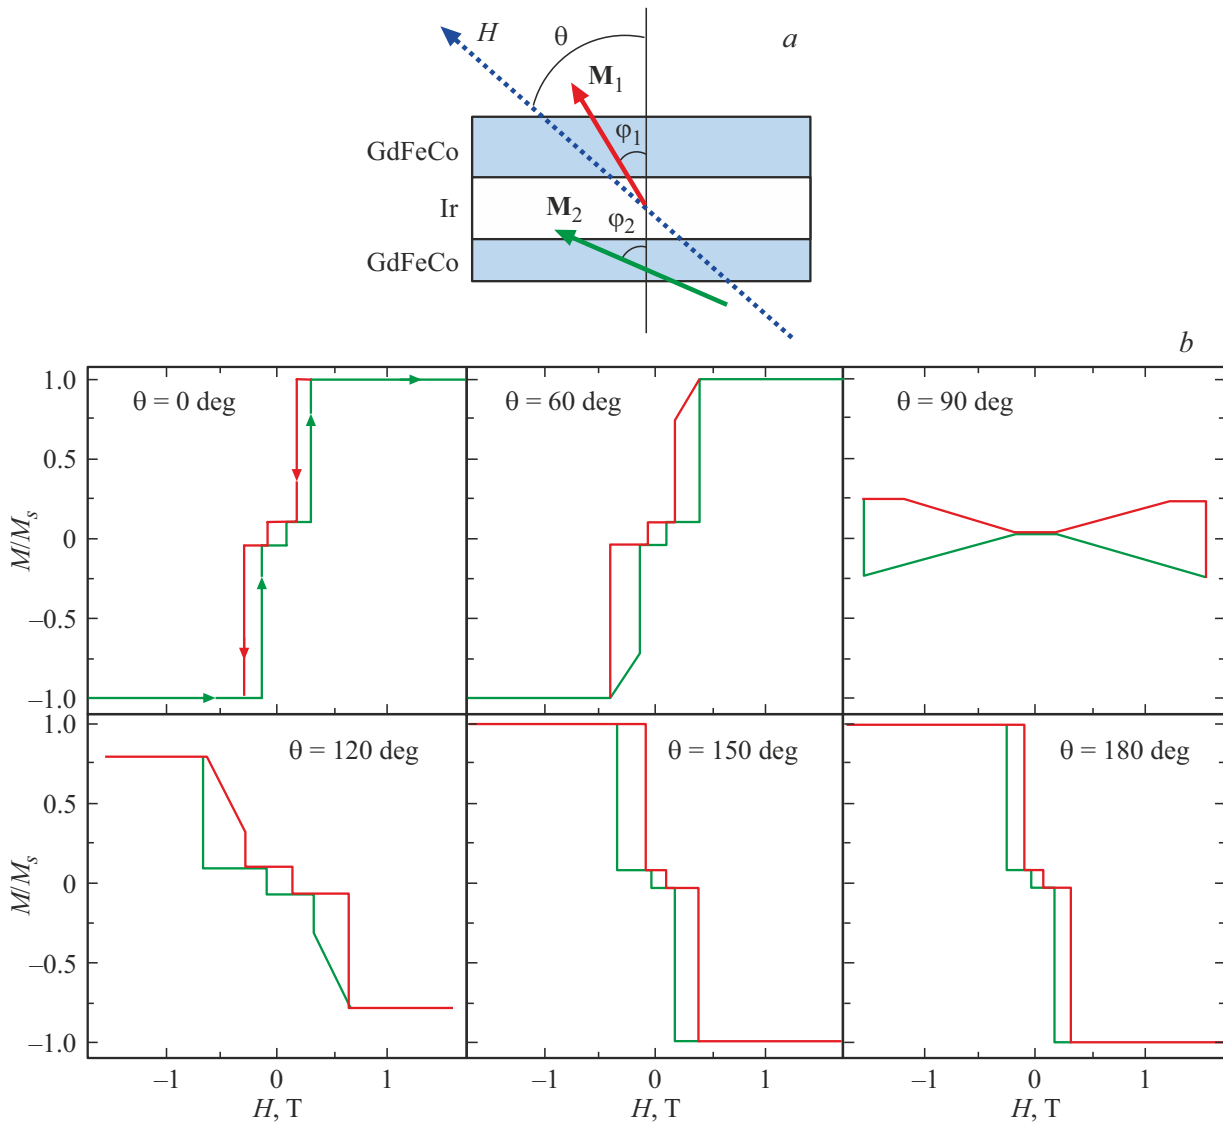 a
H
θ
M₁
φ₁
GdFeCo
Ir
M₂
φ₂
GdFeCo
b
1.0
0.5
0
–0.5
–1.0
M/Mₛ
θ = 0 deg
θ = 60 deg
θ = 90 deg
1.0
0.5
0
–0.5
–1.0
M/Mₛ
θ = 120 deg
θ = 150 deg
θ = 180 deg
–1 0 1
–1 0 1
–1 0 1
H, T
H, T
H, T